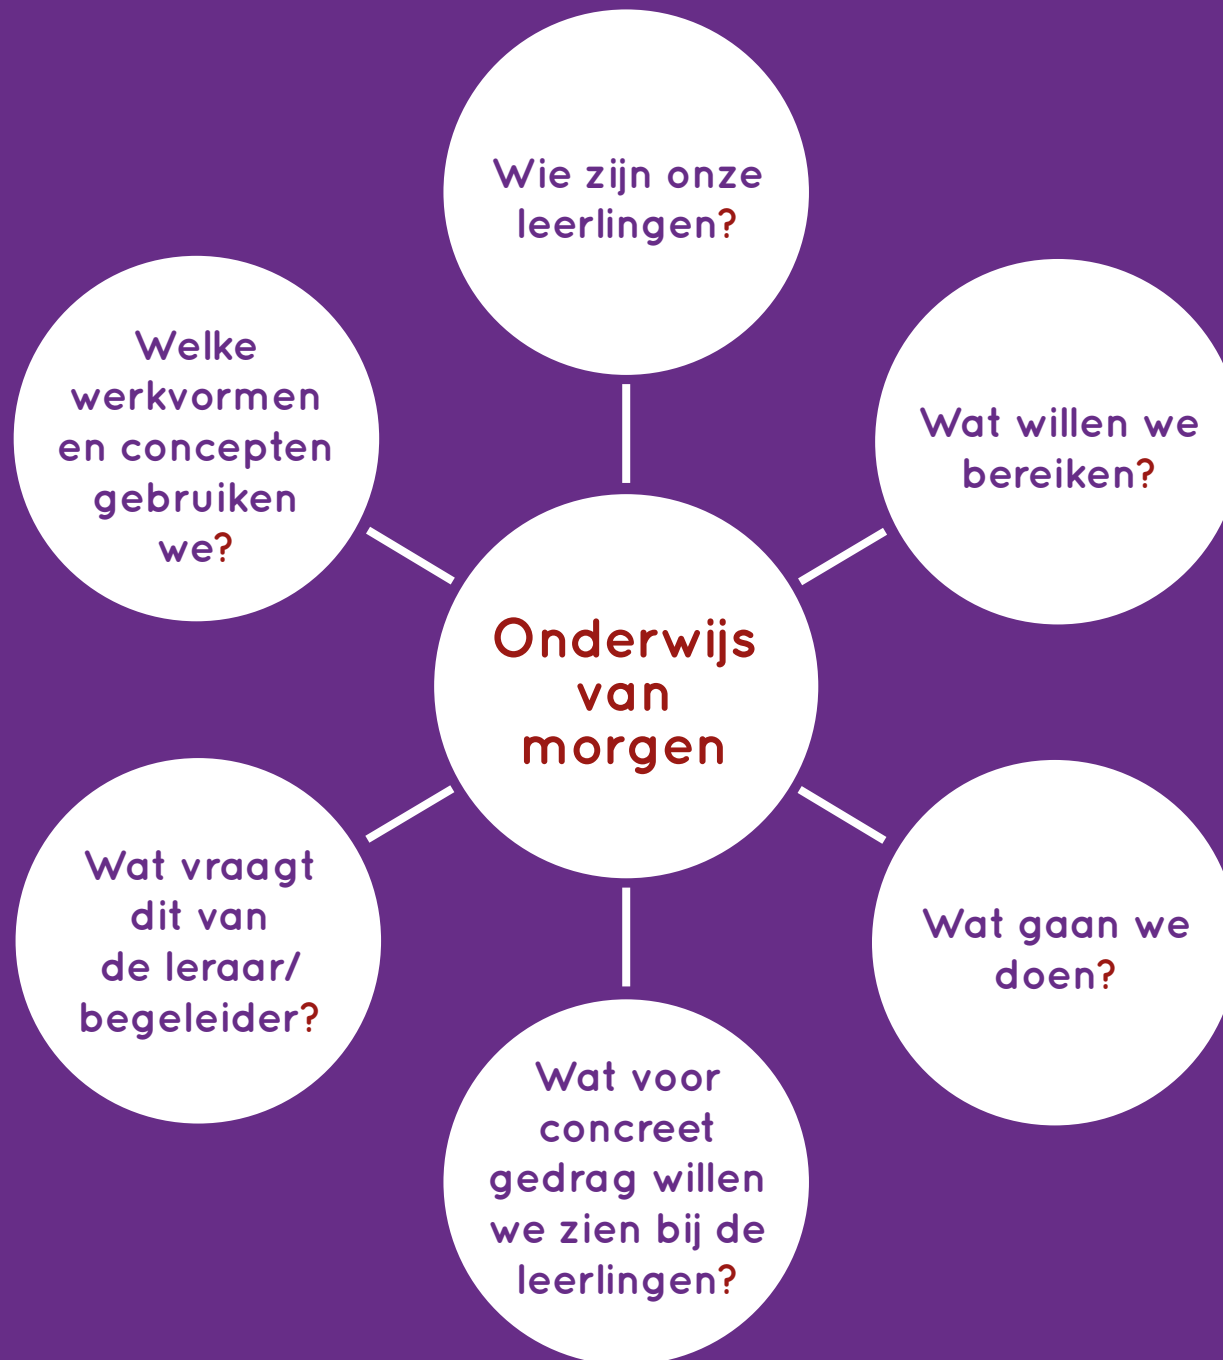 Wie zijn onze
leerlingen?
Wat willen we
bereiken?
Wat gaan we
doen?
Wat voor
concreet
gedrag willen
we zien bij de
leerlingen?
Wat vraagt
dit van
de leraar/
begeleider?
Welke
werkvormen
en concepten
gebruiken
we?
Onderwijs
van
morgen